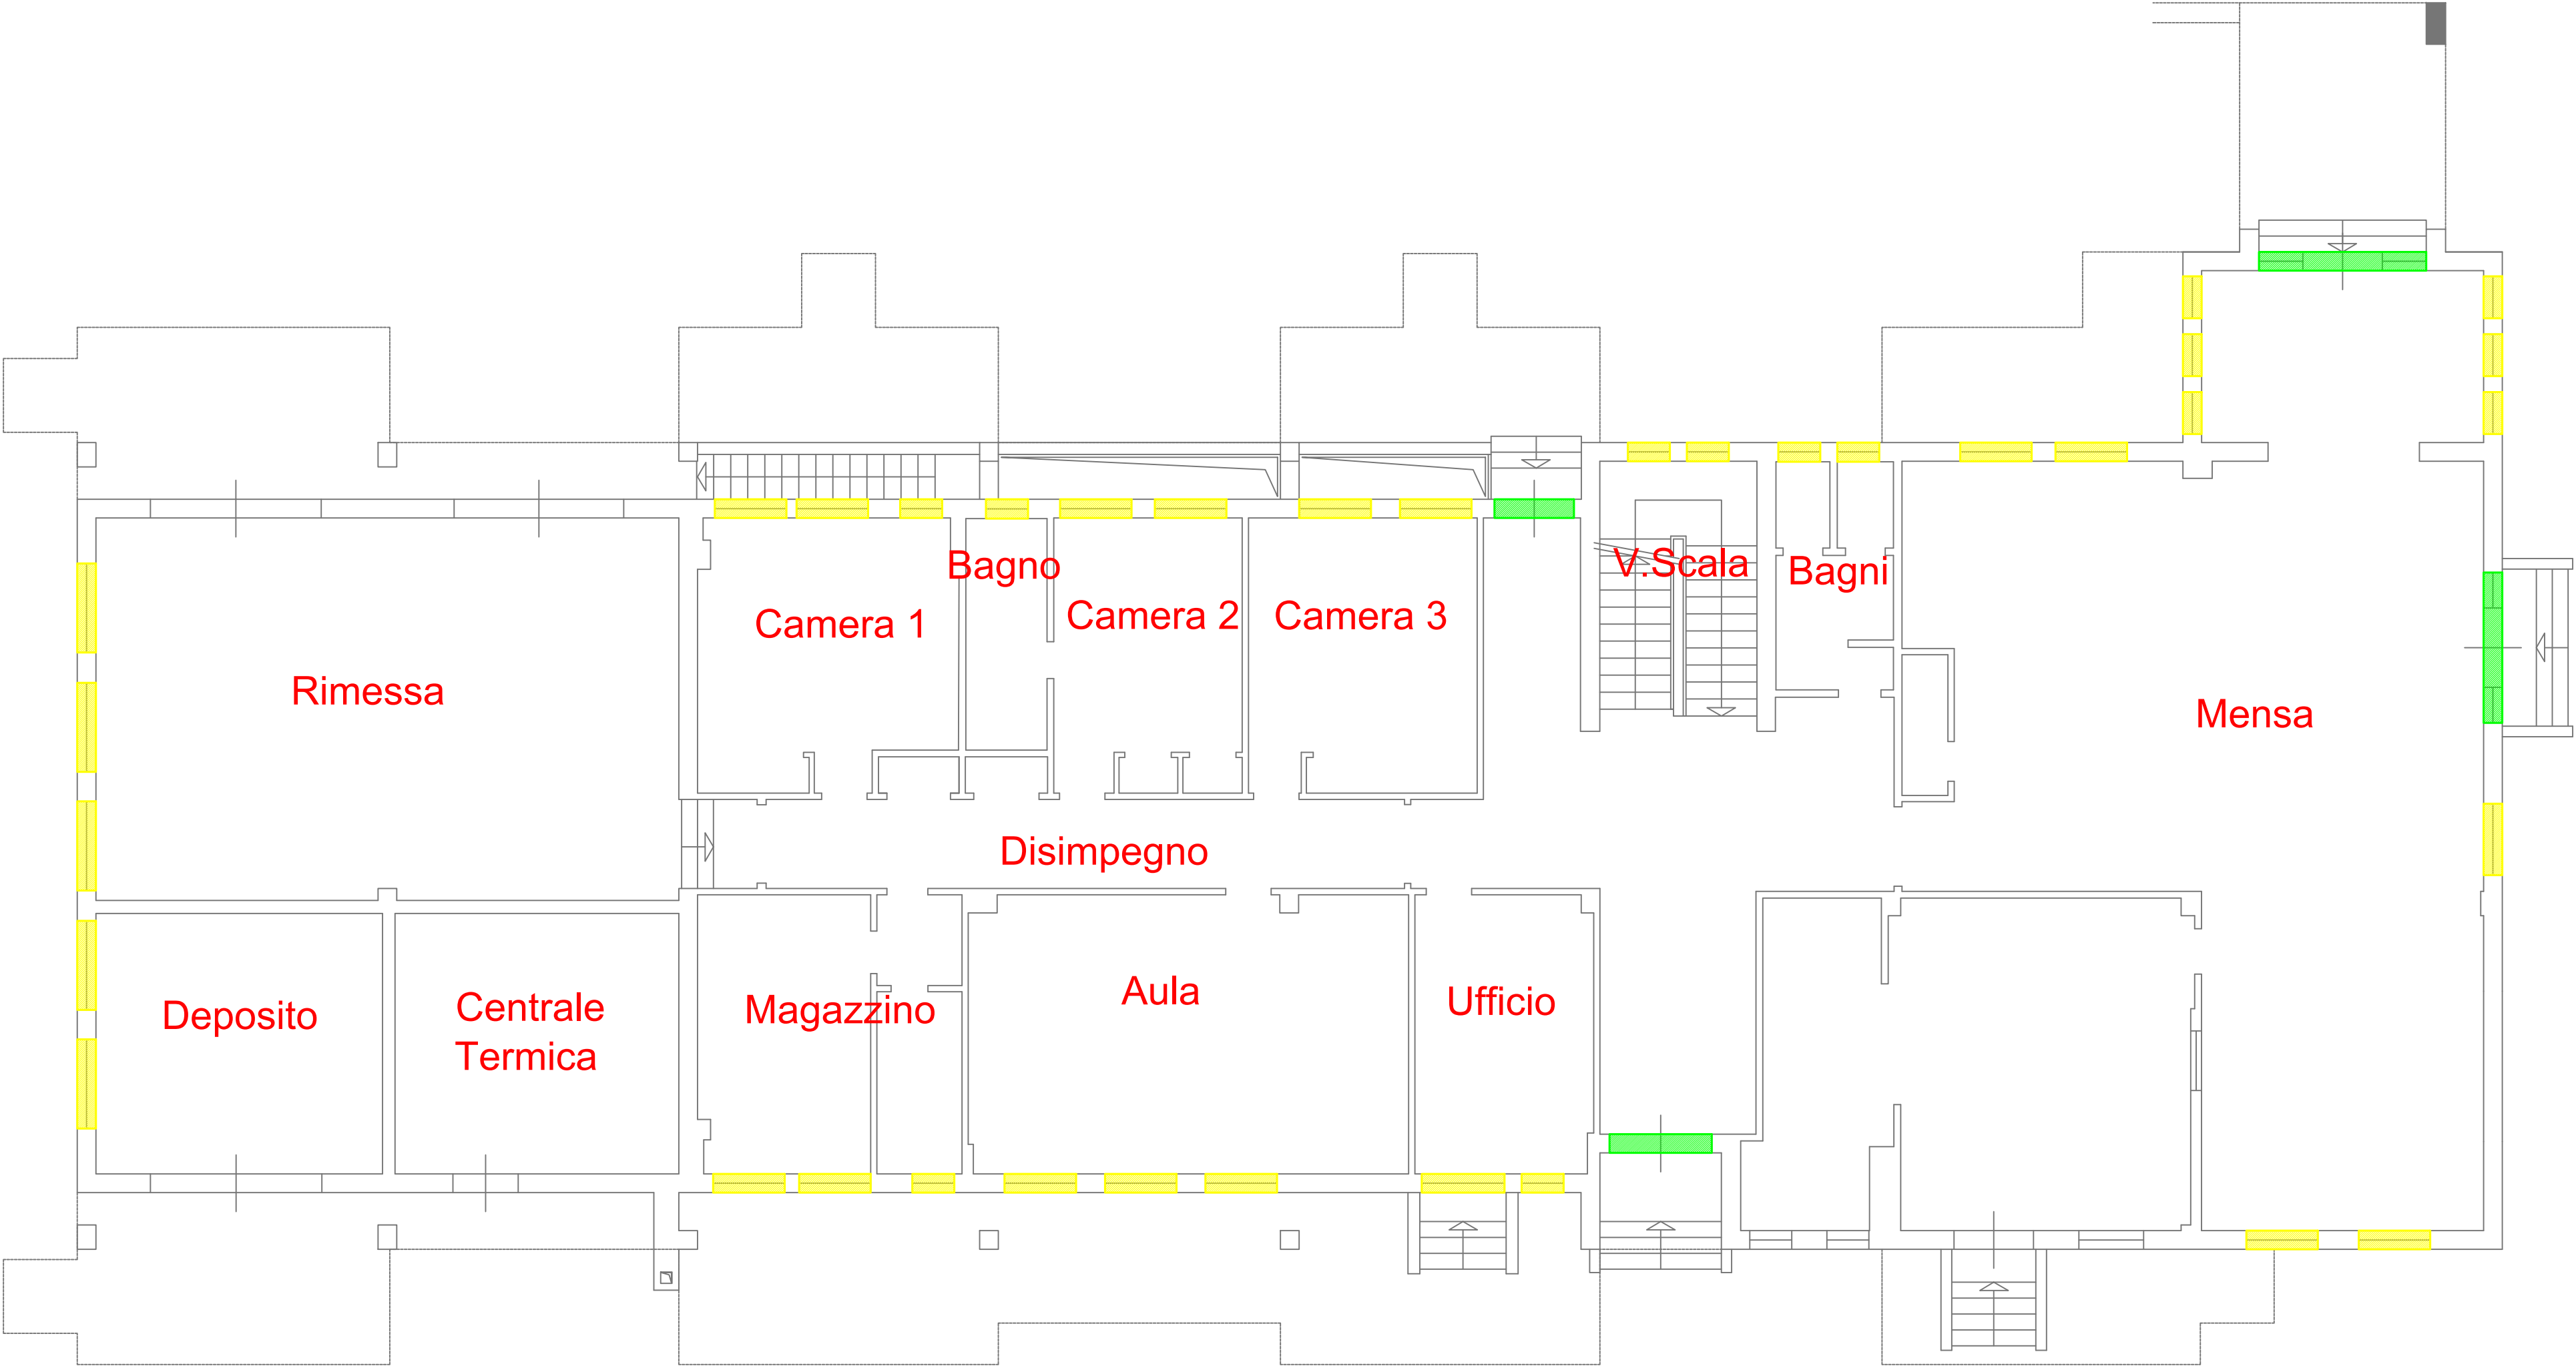 Bagno
V.Scala
Bagni
Camera 1
Camera 2
Camera 3
Rimessa
Mensa
Disimpegno
Deposito
Centrale
Termica
Magazzino
Aula
Ufficio